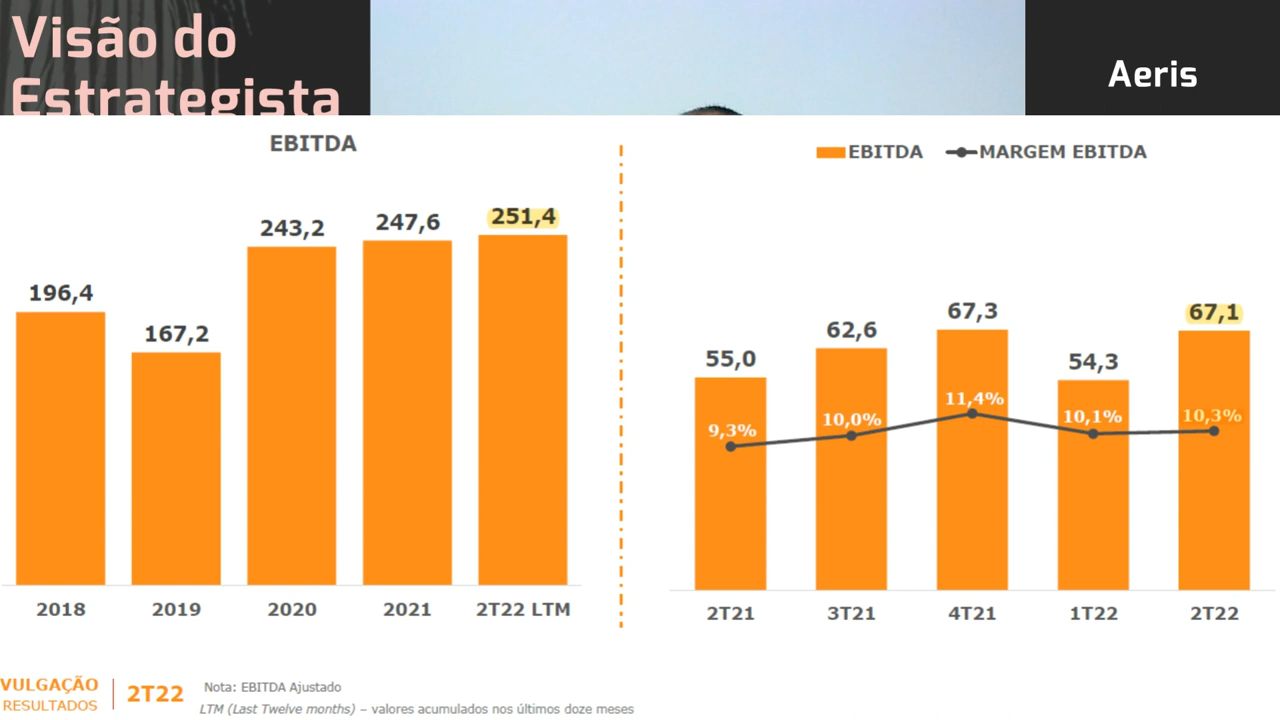 Visão do
Estrategista
Aeris
EBITDA
196,4
167,2
243,2
247,6
251,4
2018
2019
2020
2021
2T22 LTM
EBITDA
MARGEM EBITDA
55,0
62,6
67,3
54,3
67,1
9,3%
10,0%
11,4%
10,1%
10,3%
2T21
3T21
4T21
1T22
2T22
VULGAÇÃO
RESULTADOS
2T22
Nota: EBITDA Ajustado
LTM (Last Twelve months) – valores acumulados nos últimos doze meses